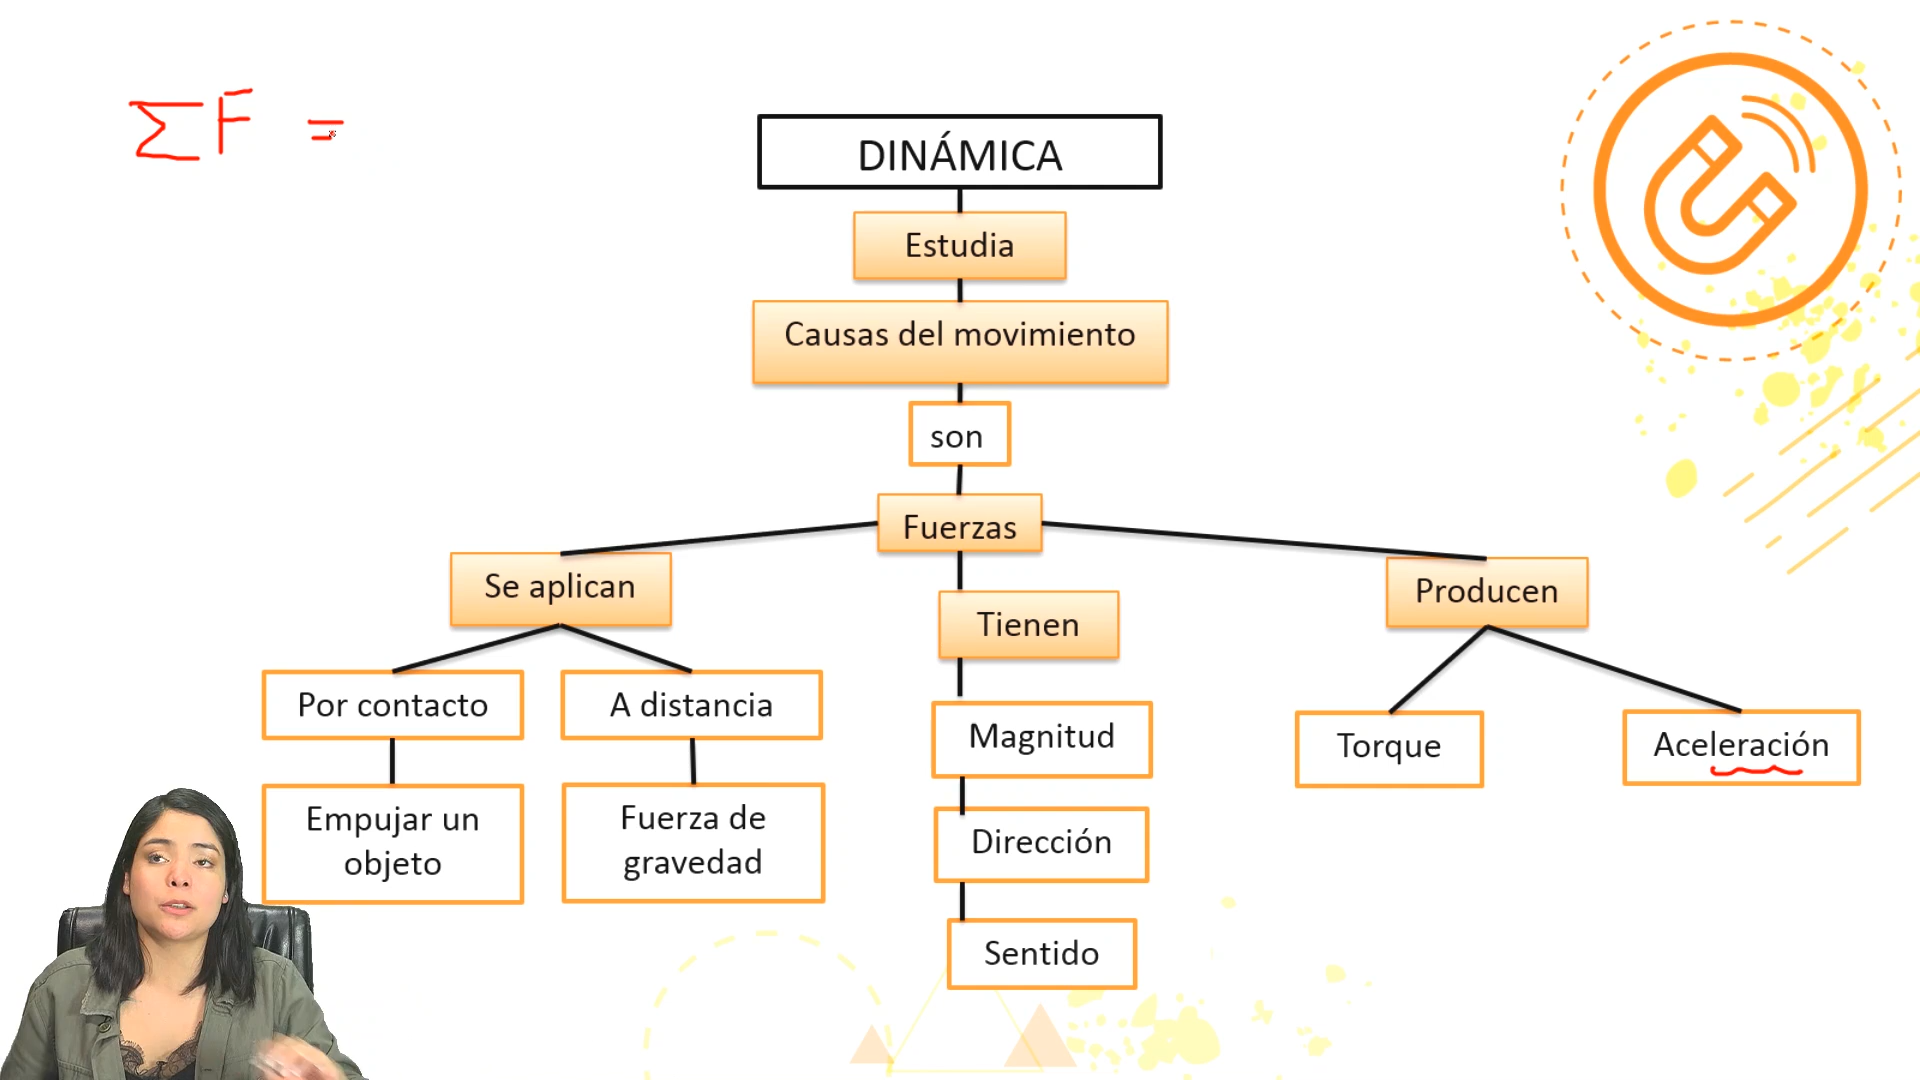 ΣF =
DINÁMICA
Estudia
Causas del movimiento
son
Fuerzas
Se aplican
Tienen
Producen
Por contacto
A distancia
Magnitud
Torque
Aceleración
Empujar un
objeto
Fuerza de
gravedad
Dirección
Sentido